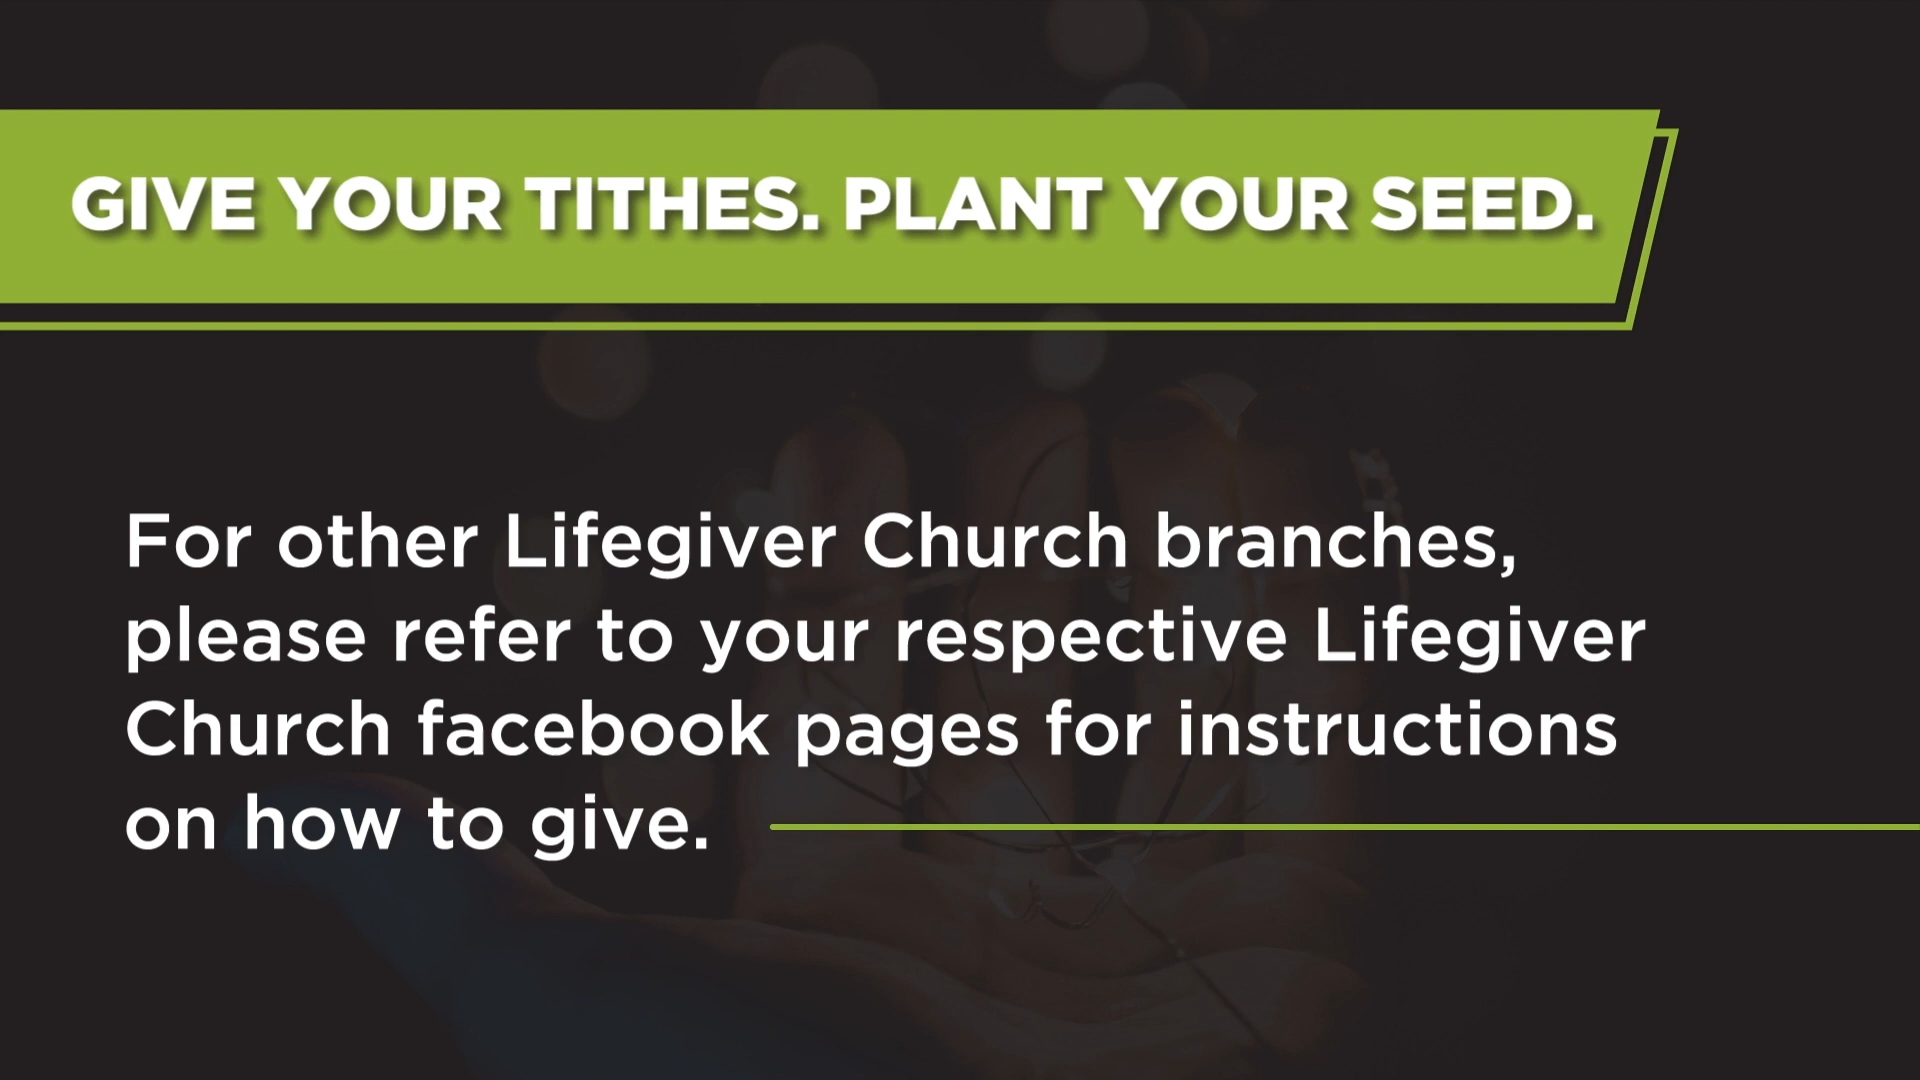 GIVE YOUR TITHES. PLANT YOUR SEED.
For other Lifegiver Church branches,
please refer to your respective Lifegiver
Church facebook pages for instructions
on how to give.